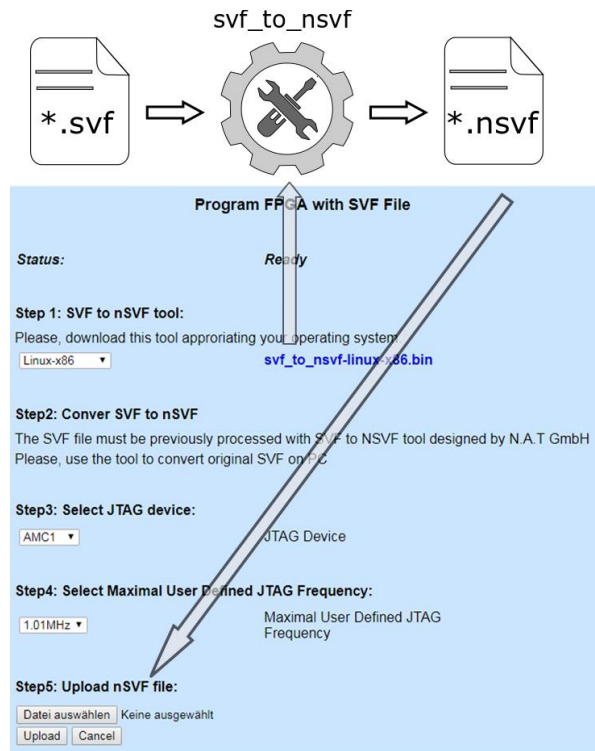 svf_to_nsvf
*.svf
*.nsvf
Program FPGA with SVF File
Status:
Ready
Step 1: SVF to nSVF tool:
Please, download this tool approriating your operating system
Linux-x86
svf_to_nsvf-linux-x86.bin
Step2: Conver SVF to nSVF
The SVF file must be previously processed with SVF to NSVF tool designed by N.A.T GmbH
Please, use the tool to convert original SVF on PC
Step3: Select JTAG device:
AMC1
JTAG Device
Step4: Select Maximal User Defined JTAG Frequency:
1.01MHz
Maximal User Defined JTAG
Frequency
Step5: Upload nSVF file:
Datei auswählen Keine ausgewählt
Upload Cancel